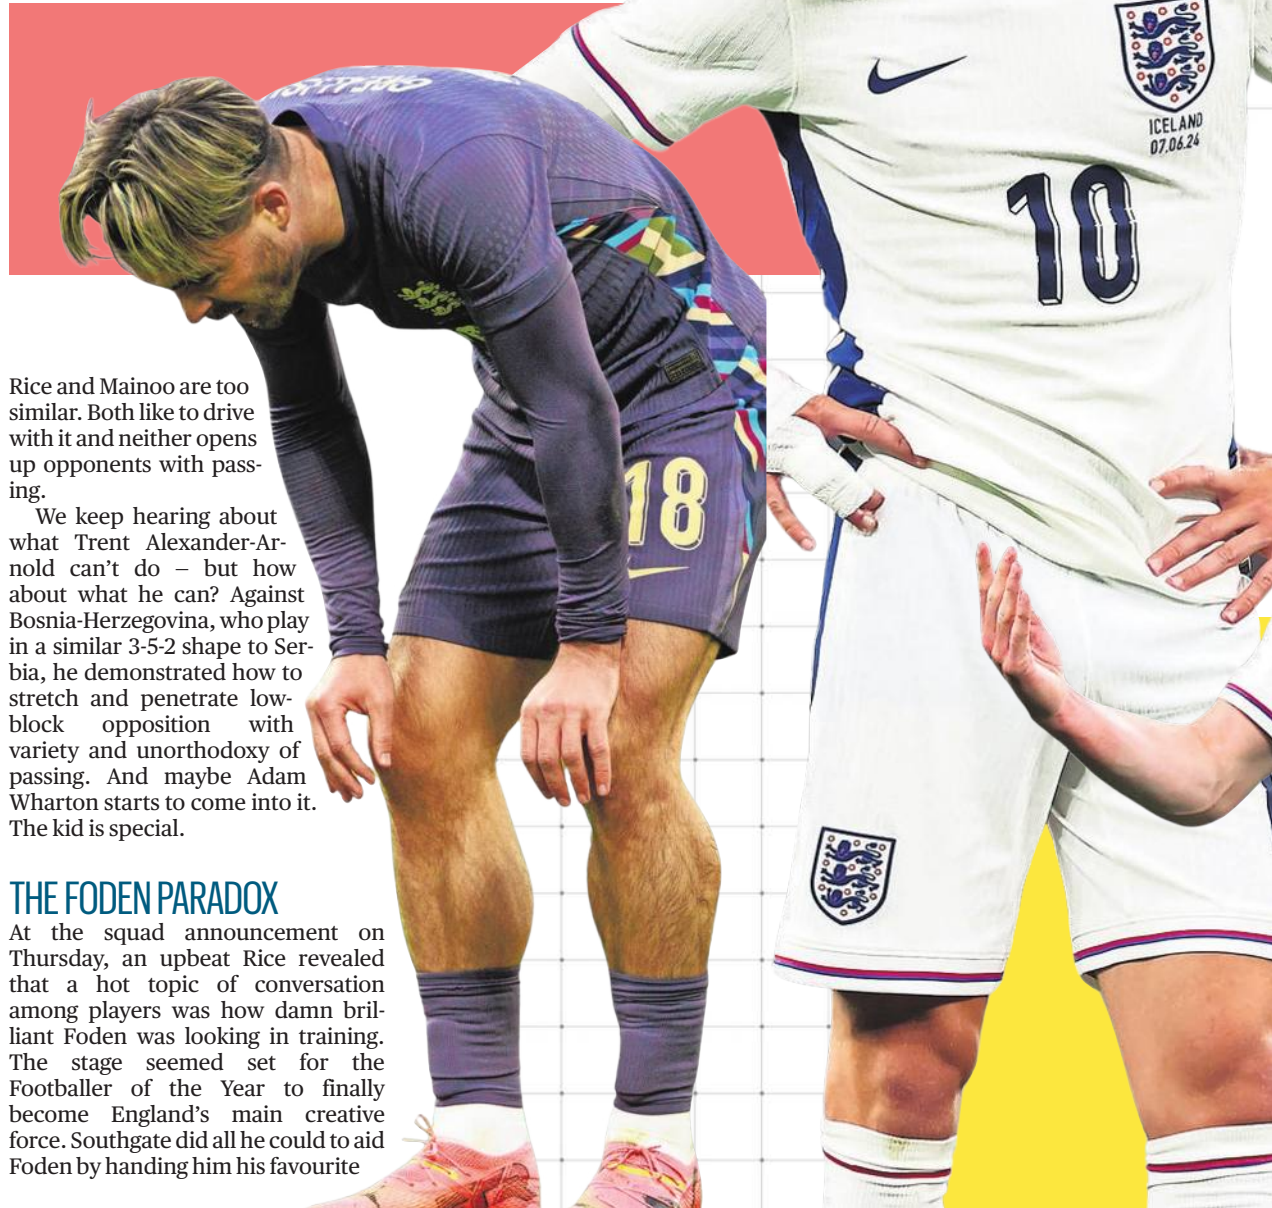 ICELAND
07.06.24
10
18
Rice and Mainoo are too
similar. Both like to drive
with it and neither opens
up opponents with pass-
ing.
We keep hearing about
what Trent Alexander-Ar-
nold can’t do – but how
about what he can? Against
Bosnia-Herzegovina, who play
in a similar 3-5-2 shape to Ser-
bia, he demonstrated how to
stretch and penetrate low-
block opposition with
variety and unorthodoxy of
passing. And maybe Adam
Wharton starts to come into it.
The kid is special.
THE FODEN PARADOX
At the squad announcement on
Thursday, an upbeat Rice revealed
that a hot topic of conversation
among players was how damn bril-
liant Foden was looking in training.
The stage seemed set for the
Footballer of the Year to finally
become England’s main creative
force. Southgate did all he could to aid
Foden by handing him his favourite